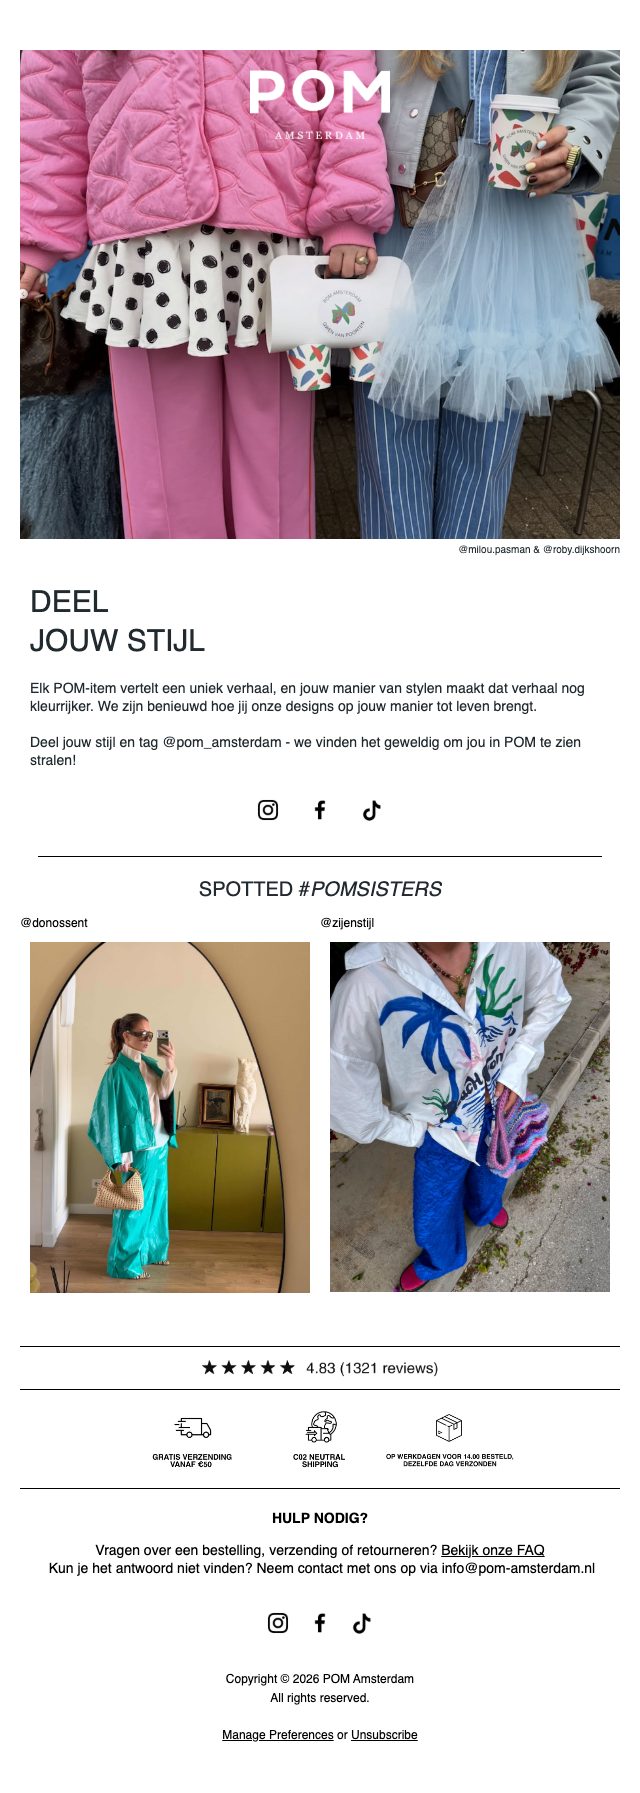 POM
AMSTERDAM
POM AMSTERDAM
GWEN VAN POORTEN
@milou.pasman & @roby.dijkshoorn
DEEL
JOUW STIJL
Elk POM-item vertelt een uniek verhaal, en jouw manier van stylen maakt dat verhaal nog
kleurrijker. We zijn benieuwd hoe jij onze designs op jouw manier tot leven brengt.
Deel jouw stijl en tag @pom_amsterdam - we vinden het geweldig om jou in POM te zien
stralen!
SPOTTED #POMSISTERS
@donossent
@zijenstijl
4.83 (1321 reviews)
GRATIS VERZENDING
VANAF €50
C02 NEUTRAL
SHIPPING
OP WERKDAGEN VOOR 14.00 BESTELD,
DEZELFDE DAG VERZONDEN
HULP NODIG?
Vragen over een bestelling, verzending of retourneren? Bekijk onze FAQ
Kun je het antwoord niet vinden? Neem contact met ons op via info@pom-amsterdam.nl
Copyright © 2026 POM Amsterdam
All rights reserved.
Manage Preferences or Unsubscribe